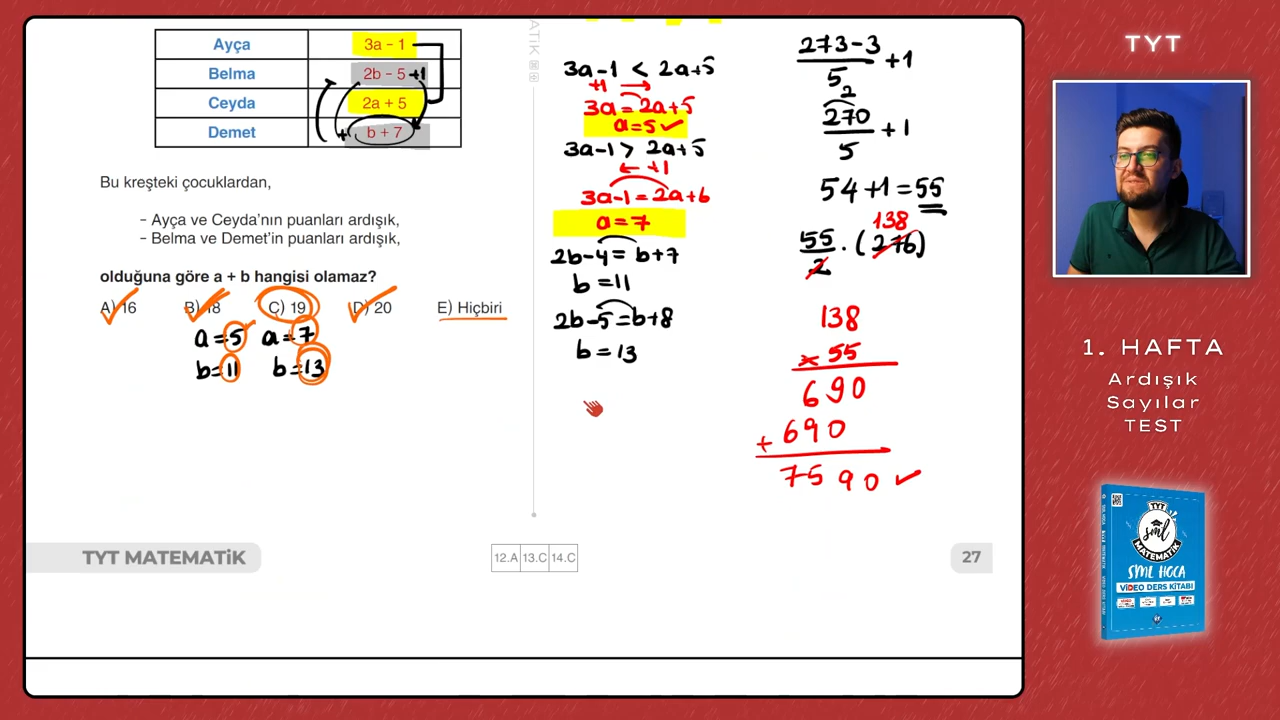 Ayça 3a − 1
Belma 2b − 5 +1
Ceyda 2a + 5
Demet + b + 7
Bu kreşteki çocuklardan,
− Ayça ve Ceyda'nın puanları ardışık,
− Belma ve Demet'in puanları ardışık,
olduğuna göre a + b hangisi olamaz?
A) 16 B) 18 C) 19 D) 20 E) Hiçbiri
a=5 a=7
b=11 b=13
3a−1 < 2a+5
+1
3a=2a+5
a=5
3a−1 > 2a+5
+1
3a−1=2a+6
a=7
2b−4=b+7
b=11
2b−5=b+8
b=13
273−3
5 +1
2
270
5 +1
54+1=55
138
55 . (276)
2
138
x 55
690
+ 690
7590
TYT MATEMATİK
12.A 13.C 14.C
27
TYT
1. HAFTA
Ardışık
Sayılar
TEST
TYT
SML
MATEMATİK
SML HOCA
VİDEO DERS KİTABI